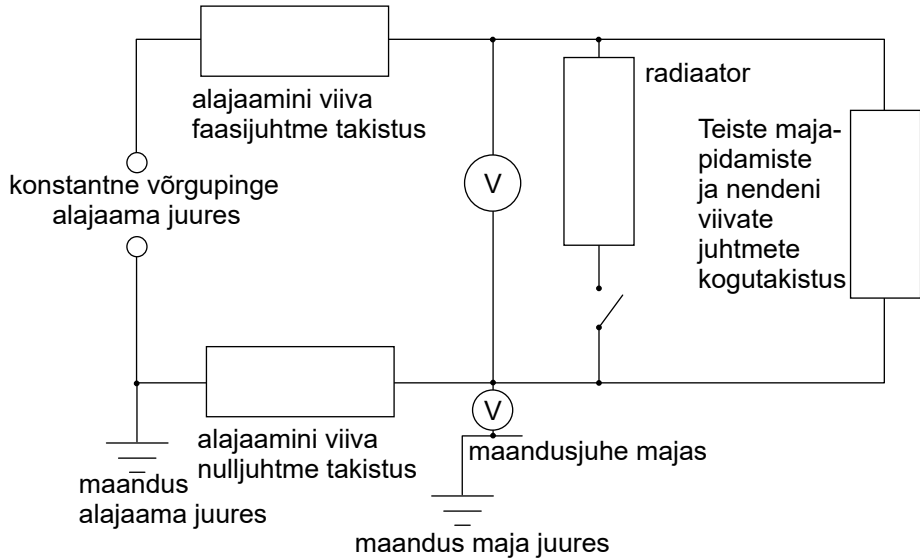 alajaamini viiva
faasijuhtme takistus
radiaator
Teiste maja-
pidamiste
ja nendeni
viivate
juhtmete
kogutakistus
konstantne võrgupinge
alajaama juures
V
V
alajaamini viiva
nulljuhtme takistus
maandusjuhe majas
maandus
alajaama juures
maandus maja juures